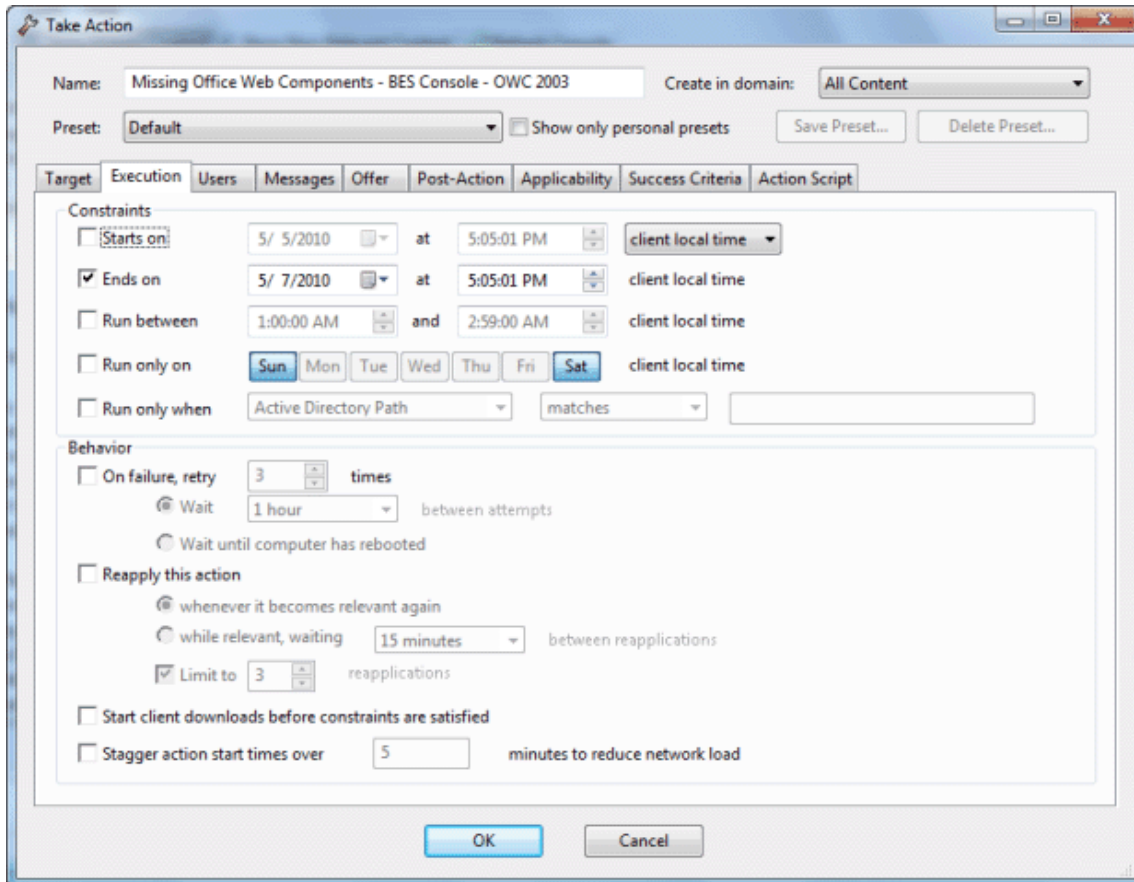 Take Action
Name: Missing Office Web Components - BES Console - OWC 2003 Create in domain: All Content
Preset: Default Show only personal presets Save Preset... Delete Preset...
Target Execution Users Messages Offer Post-Action Applicability Success Criteria Action Script
Constraints
Starts on 5/ 5/2010 at 5:05:01 PM client local time
Ends on 5/ 7/2010 at 5:05:01 PM client local time
Run between 1:00:00 AM and 2:59:00 AM client local time
Run only on Sun Mon Tue Wed Thu Fri Sat client local time
Run only when Active Directory Path matches
Behavior
On failure, retry 3 times
Wait 1 hour between attempts
Wait until computer has rebooted
Reapply this action
whenever it becomes relevant again
while relevant, waiting 15 minutes between reapplications
Limit to 3 reapplications
Start client downloads before constraints are satisfied
Stagger action start times over 5 minutes to reduce network load
OK Cancel